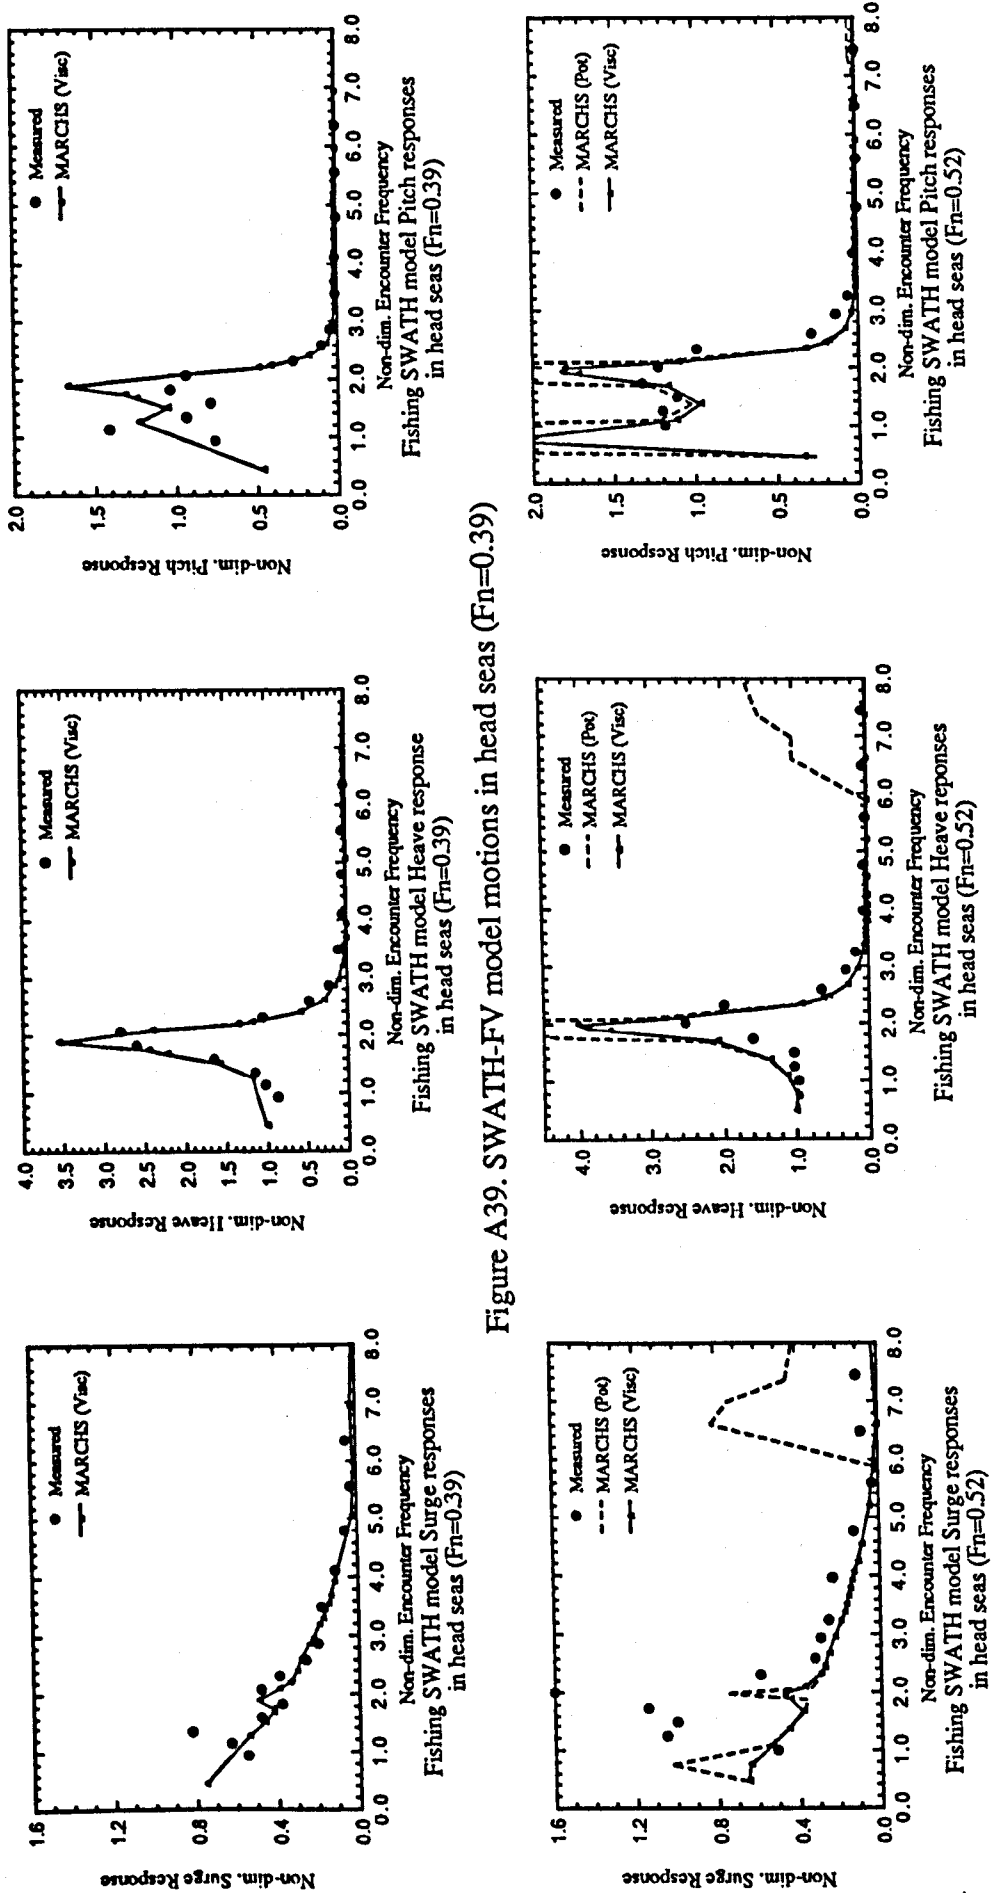 1.6
0.8
0.4
0.0
Non-dim. Surge Response
Measured
MARCHS (Visc)
0.0 1.0 2.0 3.0 4.0 5.0 6.0 7.0 8.0
Non-dim. Encounter Frequency
Fishing SWATH model Surge responses
in head seas (Fn=0.39)
4.0
3.5
3.0
2.5
2.0
1.5
1.0
0.5
0.0
Non-dim. Heave Response
Measured
MARCHS (Visc)
0.0 1.0 2.0 3.0 4.0 5.0 6.0 7.0 8.0
Non-dim. Encounter Frequency
Fishing SWATH model Heave response
in head seas (Fn=0.39)
2.0
1.5
1.0
0.5
0.0
Non-dim. Pitch Response
Measured
MARCHS (Visc)
0.0 1.0 2.0 3.0 4.0 5.0 6.0 7.0 8.0
Non-dim. Encounter Frequency
Fishing SWATH model Pitch responses
in head seas (Fn=0.39)
Figure A39. SWATH-FV model motions in head seas (Fn=0.39)
1.6
1.2
0.8
0.4
0.0
Non-dim. Surge Response
Measured
MARCHS (Pot)
MARCHS (Visc)
0.0 1.0 2.0 3.0 4.0 5.0 6.0 7.0 8.0
Non-dim. Encounter Frequency
Fishing SWATH model Surge responses
in head seas (Fn=0.52)
4.0
3.0
2.0
1.0
0.0
Non-dim. Heave Response
Measured
MARCHS (Pot)
MARCHS (Visc)
0.0 1.0 2.0 3.0 4.0 5.0 6.0 7.0 8.0
Non-dim. Encounter Frequency
Fishing SWATH model Heave reponses
in head seas (Fn=0.52)
2.0
1.5
1.0
0.5
0.0
Non-dim. Pitch Response
Measured
MARCHS (Pot)
MARCHS (Visc)
0.0 1.0 2.0 3.0 4.0 5.0 6.0 7.0 8.0
Non-dim. Encounter Frequency
Fishing SWATH model Pitch responses
in head seas (Fn=0.52)